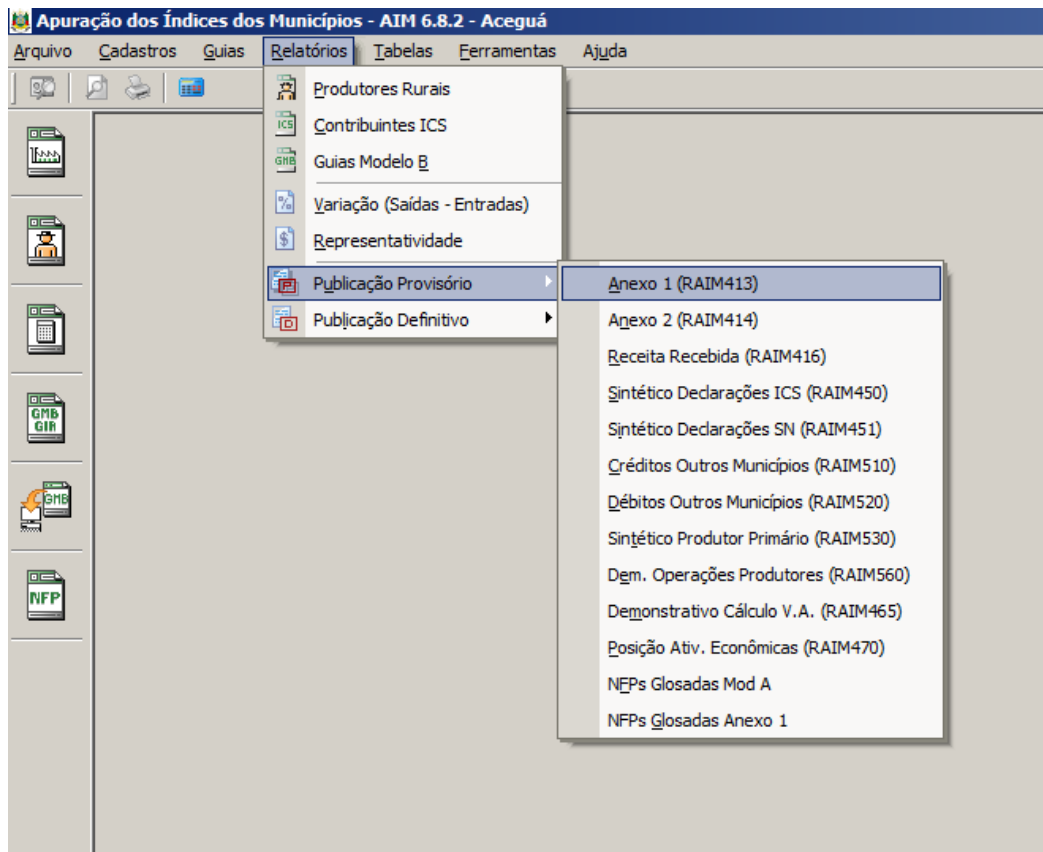 Apuração dos Índices dos Municípios - AIM 6.8.2 - Aceguá
Arquivo Cadastros Guias Relatórios Tabelas Ferramentas Ajuda
Produtores Rurais
ICS
Contribuintes ICS
GMB
Guias Modelo B
%
Variação (Saídas - Entradas)
$
Representatividade
P
Publicação Provisório
D
Publicação Definitivo
Anexo 1 (RAIM413)
Anexo 2 (RAIM414)
Receita Recebida (RAIM416)
Sintético Declarações ICS (RAIM450)
Sintético Declarações SN (RAIM451)
Créditos Outros Municípios (RAIM510)
Débitos Outros Municípios (RAIM520)
Sintético Produtor Primário (RAIM530)
Dem. Operações Produtores (RAIM560)
Demonstrativo Cálculo V.A. (RAIM465)
Posição Ativ. Econômicas (RAIM470)
NFPs Glosadas Mod A
NFPs Glosadas Anexo 1
GMB
GIR
GMB
NFP